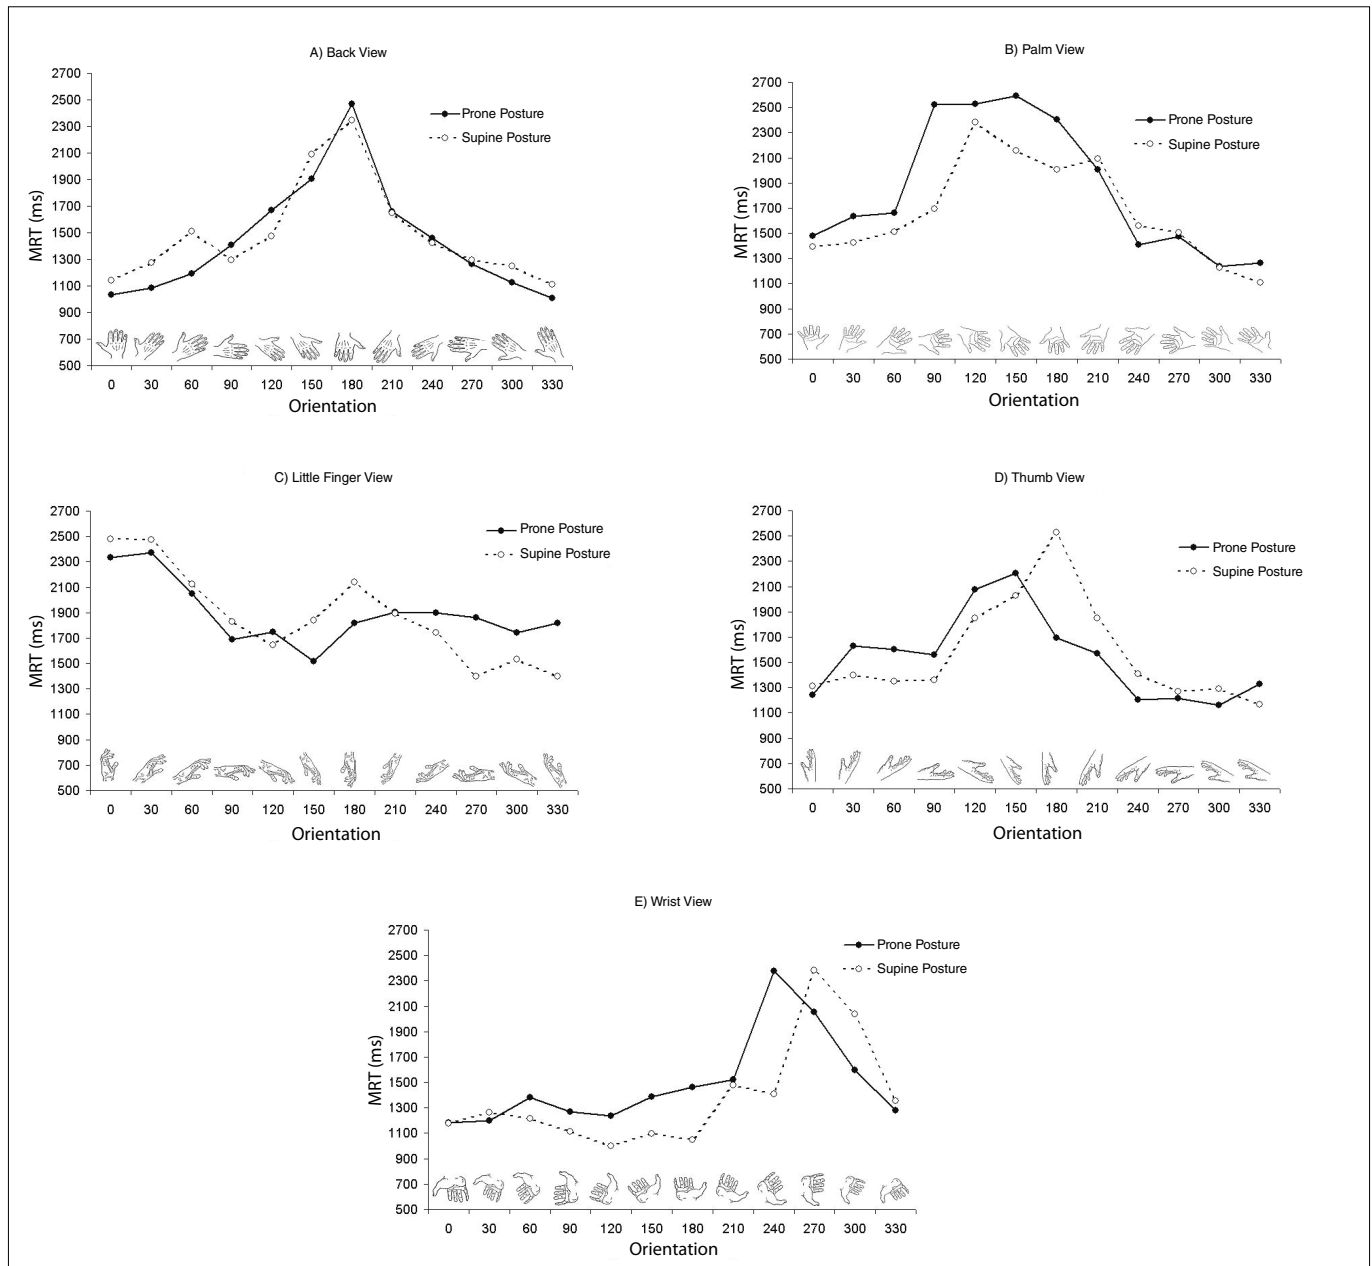 A) Back View
2700
2500
2300
2100
1900
1700
1500
1300
1100
900
700
500
MRT (ms)
Prone Posture
Supine Posture
0 30 60 90 120 150 180 210 240 270 300 330
Orientation
B) Palm View
2700
2500
2300
2100
1900
1700
1500
1300
1100
900
700
500
MRT (ms)
Prone Posture
Supine Posture
0 30 60 90 120 150 180 210 240 270 300 330
Orientation
C) Little Finger View
2700
2500
2300
2100
1900
1700
1500
1300
1100
900
700
500
MRT (ms)
Prone Posture
Supine Posture
0 30 60 90 120 150 180 210 240 270 300 330
Orientation
D) Thumb View
2700
2500
2300
2100
1900
1700
1500
1300
1100
900
700
500
MRT (ms)
Prone Posture
Supine Posture
0 30 60 90 120 150 180 210 240 270 300 330
Orientation
E) Wrist View
2700
2500
2300
2100
1900
1700
1500
1300
1100
900
700
500
MRT (ms)
Prone Posture
Supine Posture
0 30 60 90 120 150 180 210 240 270 300 330
Orientation